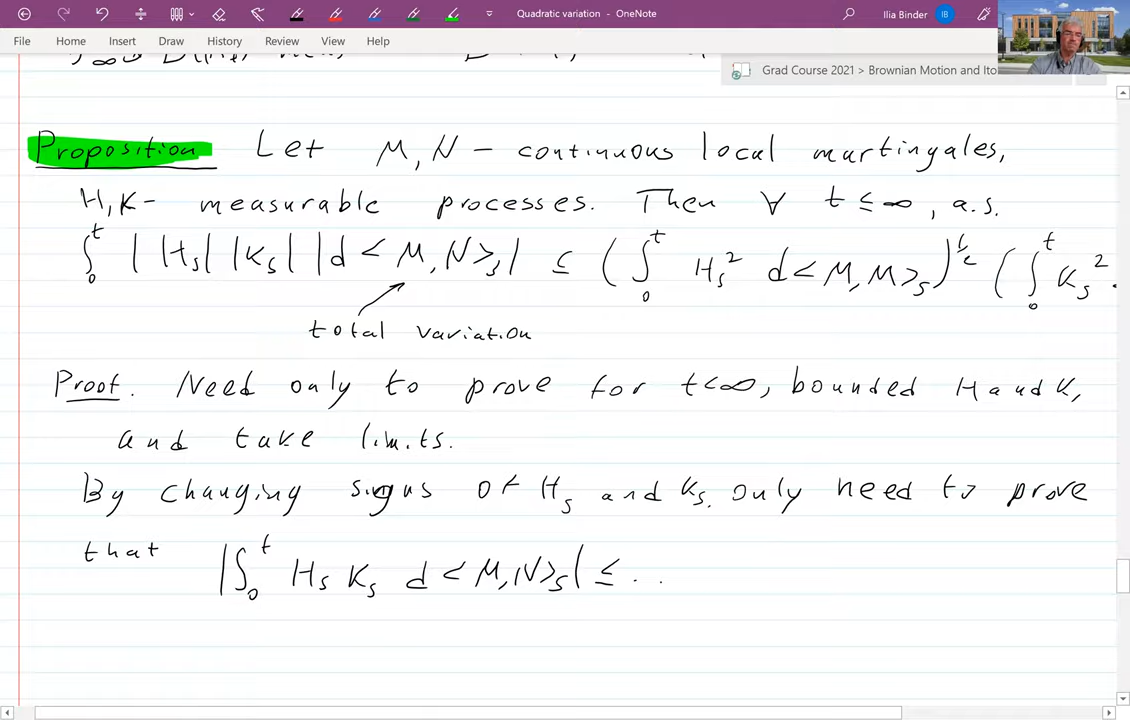 Quadratic variation - OneNote
Ilia Binder IB
File Home Insert Draw History Review View Help
Grad Course 2021 > Brownian Motion and Ito
Proposition Let M, N - continuous local martingales,
H, K - measurable processes. Then ∀ t ≤ ∞, a.s.
∫₀ᵗ | |Hs| |Ks| |d <M, N>s| ≤ (∫₀ᵗ Hs² d<M, M>s)^1/2 (∫₀ᵗ Ks²
total variation
Proof. Need only to prove for t<∞, bounded H and K,
and take limits.
By changing signs of Hs and Ks, only need to prove
that |∫₀ᵗ Hs Ks d <M, N>s| ≤ ...